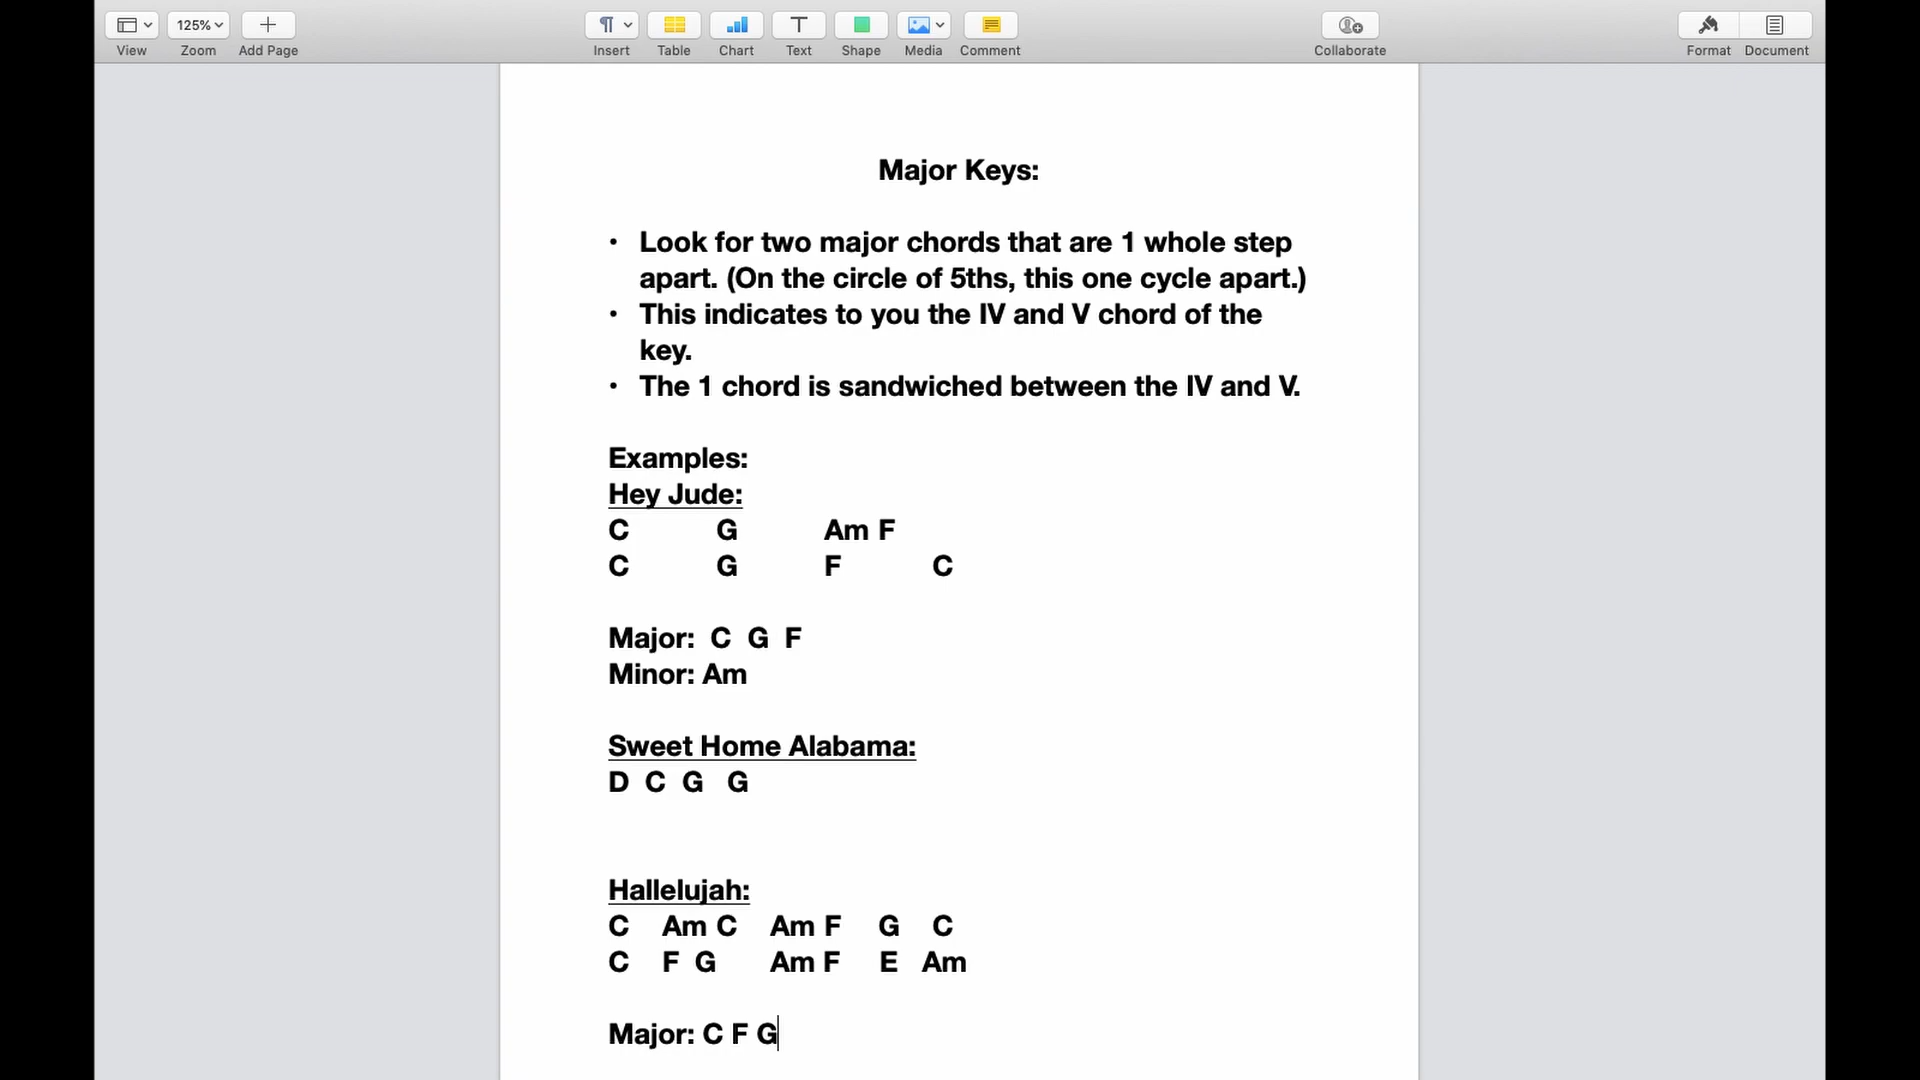 125%
View Zoom Add Page Insert Table Chart Text Shape Media Comment Collaborate Format Document
Major Keys:
• Look for two major chords that are 1 whole step
apart. (On the circle of 5ths, this one cycle apart.)
• This indicates to you the IV and V chord of the
key.
• The 1 chord is sandwiched between the IV and V.
Examples:
Hey Jude:
C G Am F
C G F C
Major: C G F
Minor: Am
Sweet Home Alabama:
D C G G
Hallelujah:
C Am C Am F G C
C F G Am F E Am
Major: C F G